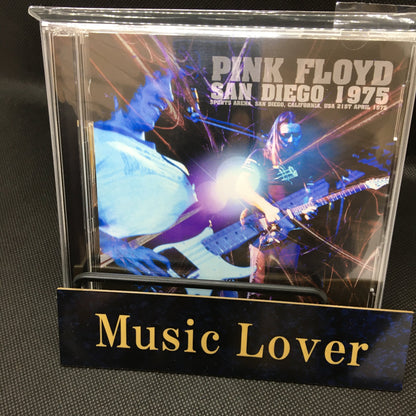 PINK FLOYD
SAN DIEGO 1975
SPORTS ARENA, SAN DIEGO, CALIFORNIA, USA 21ST APRIL 1975
Music Lover